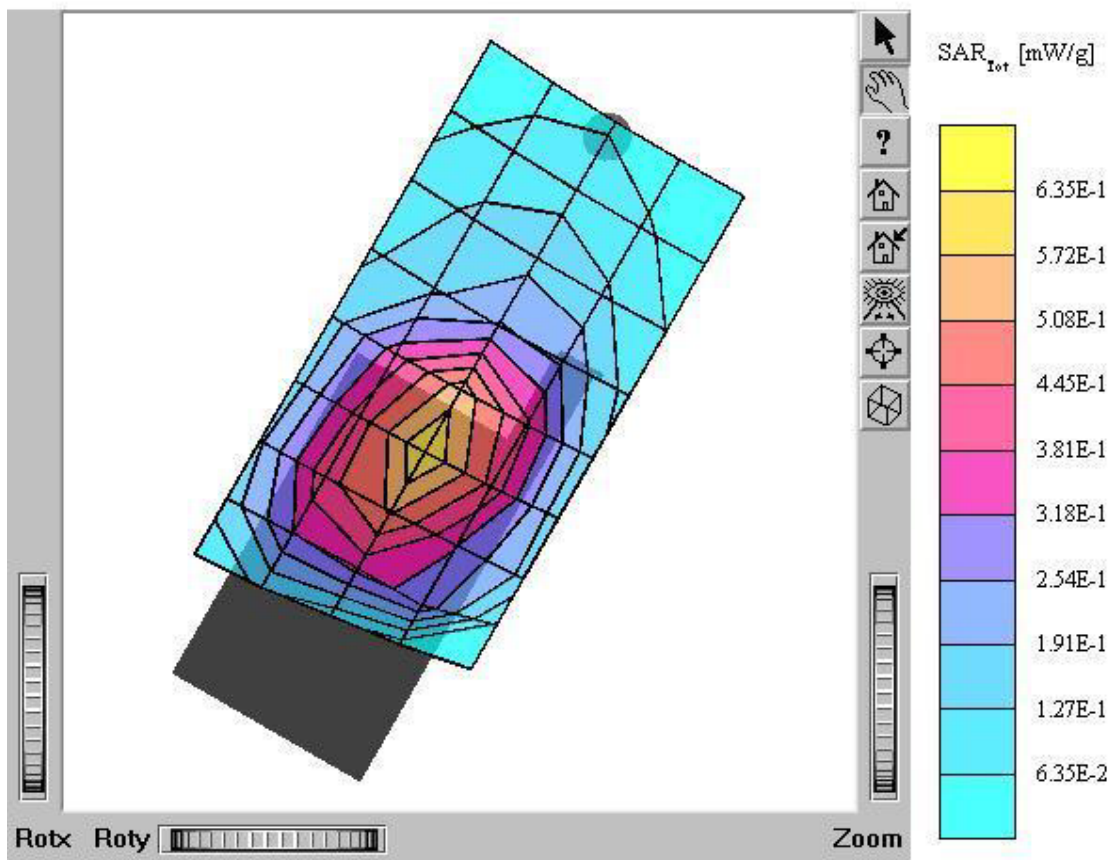 SAR_Tot [mW/g]
?
6.35E-1
5.72E-1
5.08E-1
4.45E-1
3.81E-1
3.18E-1
2.54E-1
1.91E-1
1.27E-1
6.35E-2
Rotx Roty Zoom